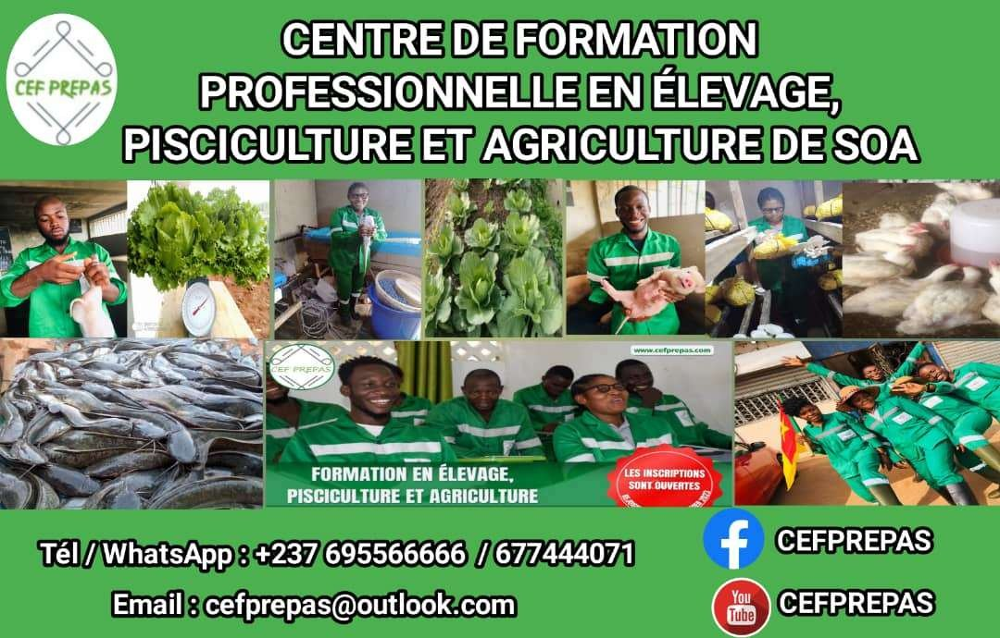 CEF PREPAS
CENTRE DE FORMATION
PROFESSIONNELLE EN ÉLEVAGE,
PISCICULTURE ET AGRICULTURE DE SOA
CEF PREPAS
www.cefprepas.com
FORMATION EN ÉLEVAGE,
PISCICULTURE ET AGRICULTURE
LES INSCRIPTIONS
SONT OUVERTES
Tél / WhatsApp : +237 695566666 / 677444071
Email : cefprepas@outlook.com
CEFPREPAS
You
Tube
CEFPREPAS